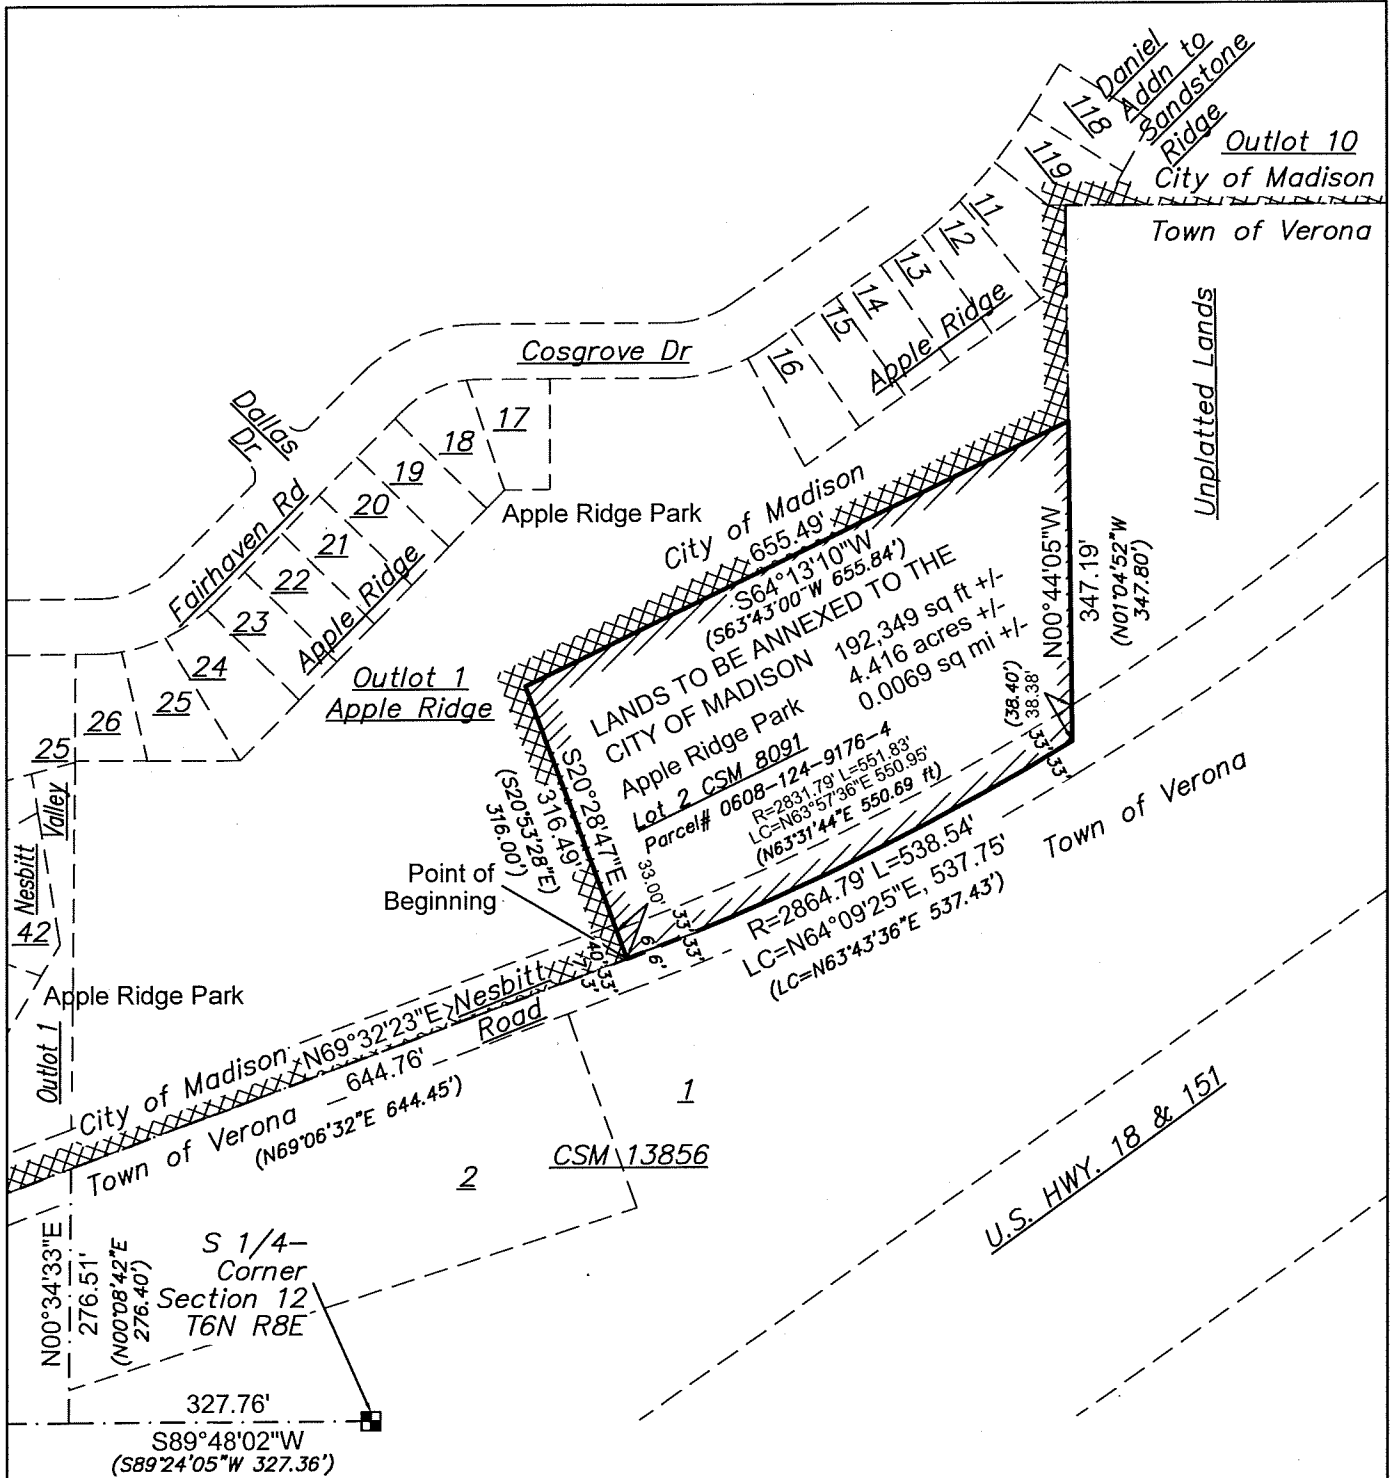 Daniel
Addn to
Sandstone
Ridge
118
119
Outlot 10
City of Madison
Town of Verona
11
12
13
14
15
16
Apple Ridge
Unplatted Lands
Cosgrove Dr
Dallas
Dr
17
18
19
20
21
22
23
24
25
26
Fairhaven Rd
Apple Ridge
Apple Ridge Park
Outlot 1
Apple Ridge
City of Madison
655.49'
S64°13'10"W
(S63°43'00"W 655.84')
LANDS TO BE ANNEXED TO THE
CITY OF MADISON
192,349 sq ft +/-
4.416 acres +/-
0.0069 sq mi +/-
Apple Ridge Park
Lot 2 CSM 8091
Parcel# 0608-124-9176-4
R=2831.79' L=551.83'
LC=N63°57'36"E 550.95'
(N63°31'44"E 550.69 ft)
N00°44'05"W
347.19'
(N01°04'52"W
347.80')
(38.40')
38.38'
33'
33'
S20°28'47"E
316.49'
(S20°53'28"E)
316.00')
33.00'
33'
33'
6'
6'
R=2864.79' L=538.54'
LC=N64°09'25"E, 537.75'
(LC=N63°43'36"E 537.43')
Town of Verona
Point of
Beginning
40'
33'
7'
3'
25
Nesbitt Valley
42
Apple Ridge Park
Outlot 1
City of Madison
N69°32'23"E
Nesbitt
Road
644.76'
Town of Verona
(N69°06'32"E 644.45')
1
CSM 13856
2
U.S. HWY. 18 & 151
N00°34'33"E
276.51'
(N00°08'42"E
276.40')
S 1/4-
Corner
Section 12
T6N R8E
327.76'
S89°48'02"W
(S89°24'05"W 327.36')